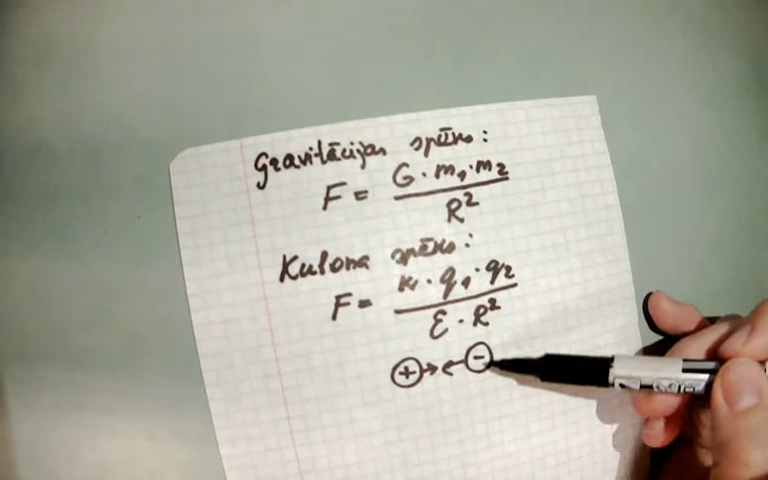 Gravitācijas spēks:
F = G · m₁ · m₂ / R²
Kulona spēks:
F = k · q₁ · q₂ / ε · R²
+ → ← -